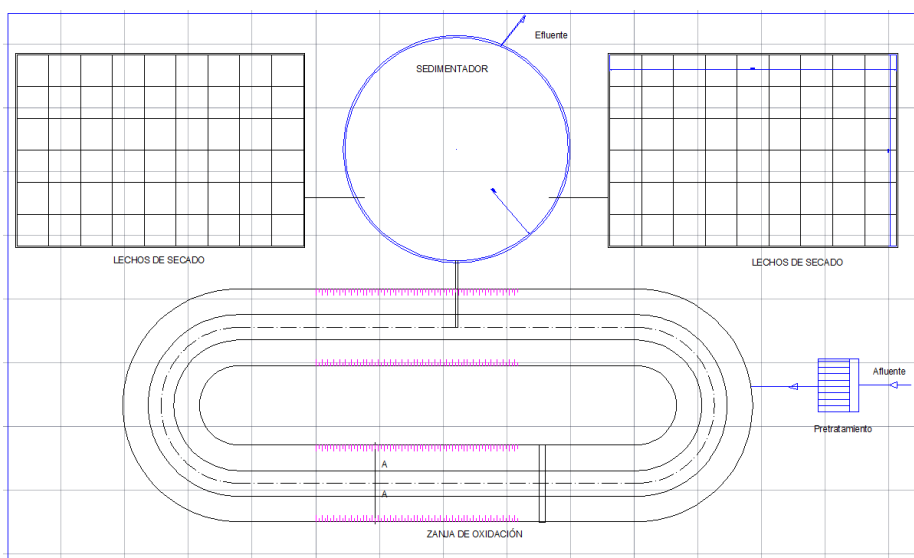 Efluente
SEDIMENTADOR
LECHOS DE SECADO
LECHOS DE SECADO
Afluente
Pretratamiento
A
A
ZANJA DE OXIDACIÓN